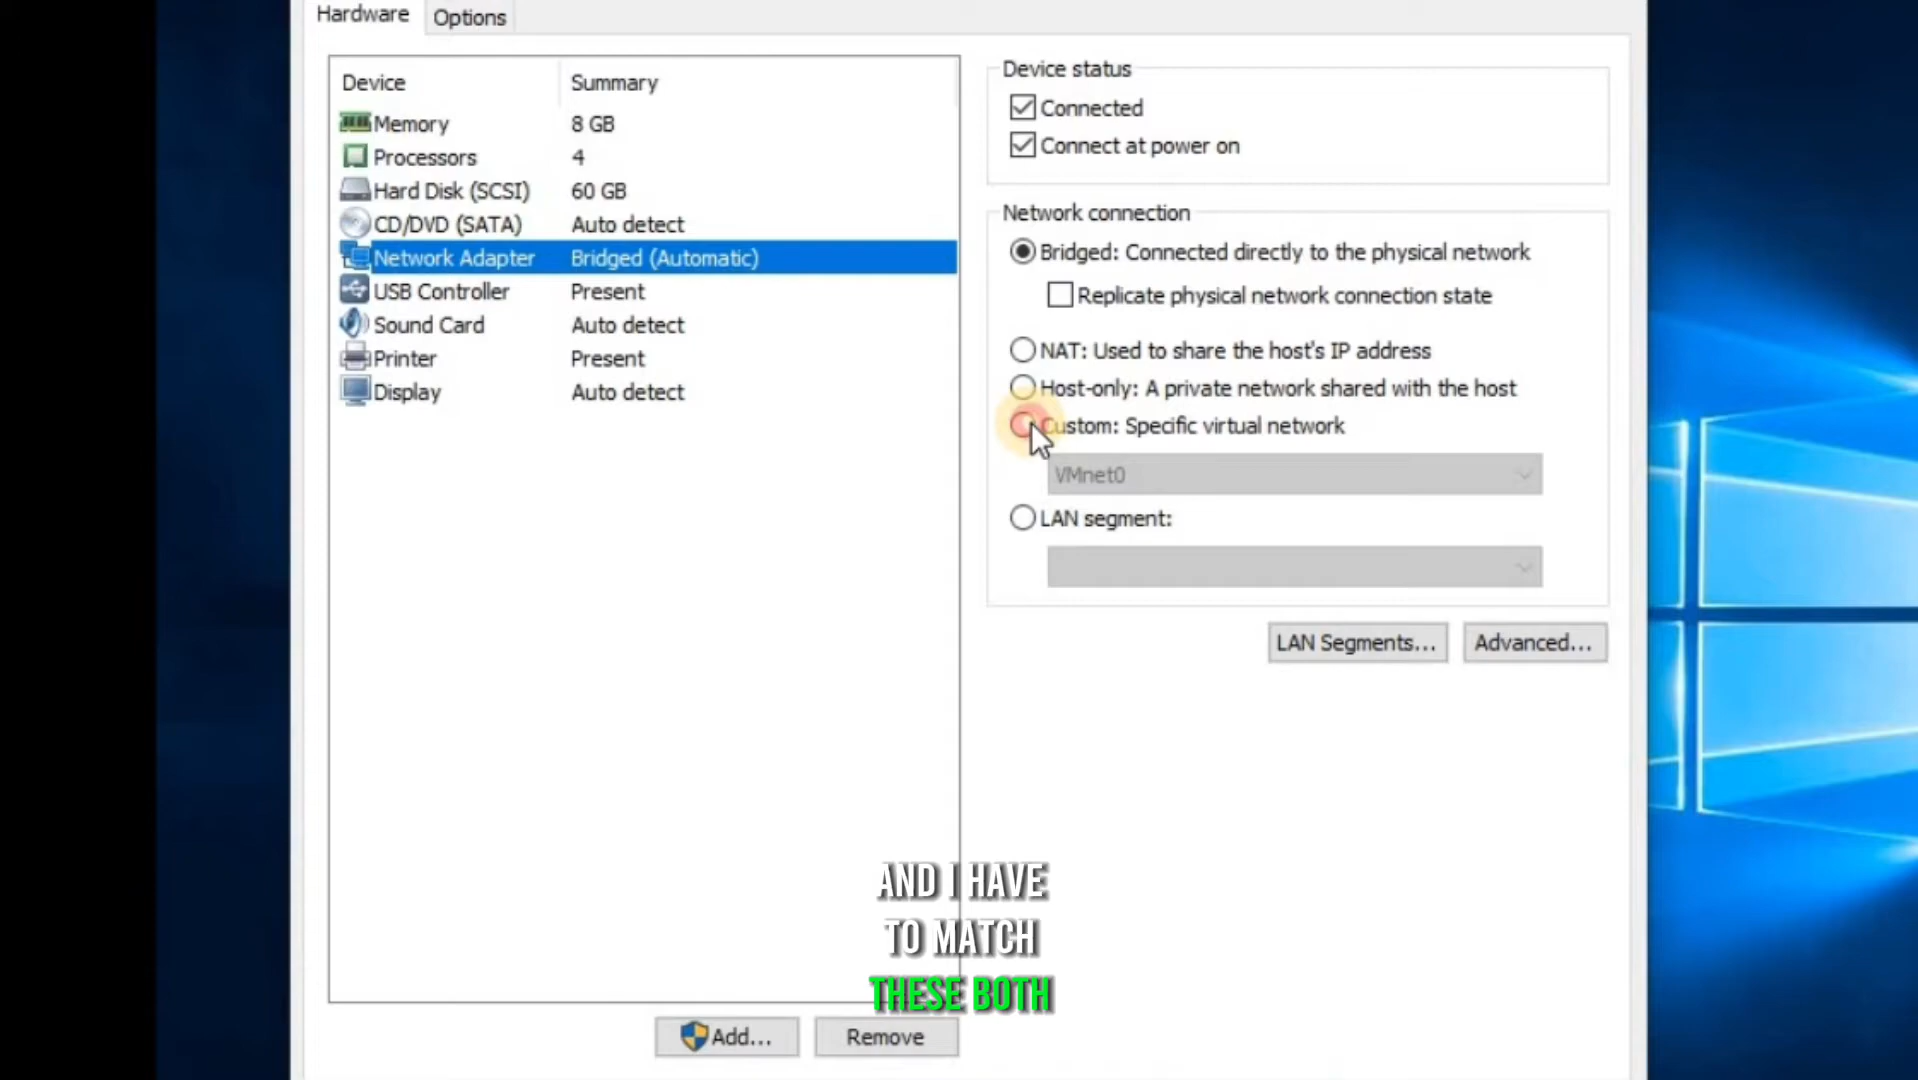 Hardware
Options
Device Summary
Memory 8 GB
Processors 4
Hard Disk (SCSI) 60 GB
CD/DVD (SATA) Auto detect
Network Adapter Bridged (Automatic)
USB Controller Present
Sound Card Auto detect
Printer Present
Display Auto detect
Add...
Remove
Device status
Connected
Connect at power on
Network connection
Bridged: Connected directly to the physical network
Replicate physical network connection state
NAT: Used to share the host's IP address
Host-only: A private network shared with the host
Custom: Specific virtual network
VMnet0
LAN segment:
LAN Segments...
Advanced...
AND I HAVE
TO MATCH
THESE BOTH